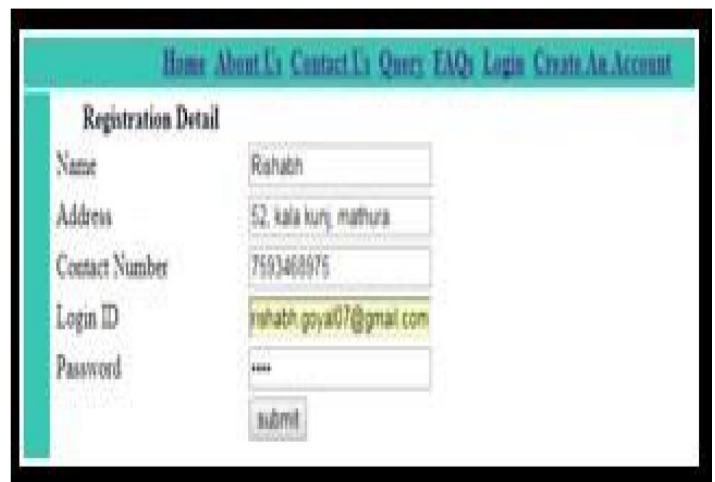 Home About Us Contact Us Query FAQs Login Create An Account
Registration Detail
Name Rishabh
Address 52, kala kunj, mathura
Contact Number 7593468975
Login ID rishabh.goyal07@gmail.com
Password ••••
submit